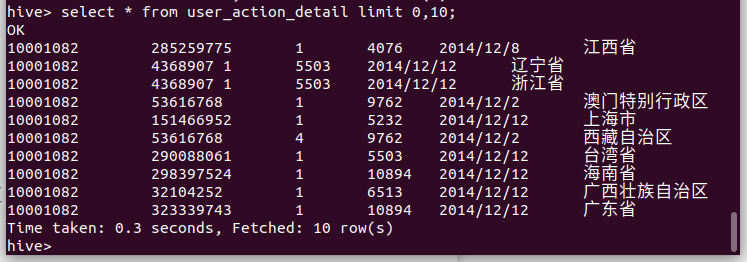 hive> select * from user_action_detail limit 0,10;
OK
10001082 285259775 1 4076 2014/12/8 江西省
10001082 4368907 1 5503 2014/12/12 辽宁省
10001082 4368907 1 5503 2014/12/12 浙江省
10001082 53616768 1 9762 2014/12/2 澳门特别行政区
10001082 151466952 1 5232 2014/12/12 上海市
10001082 53616768 4 9762 2014/12/2 西藏自治区
10001082 290088061 1 5503 2014/12/12 台湾省
10001082 298397524 1 10894 2014/12/12 海南省
10001082 32104252 1 6513 2014/12/12 广西壮族自治区
10001082 323339743 1 10894 2014/12/12 广东省
Time taken: 0.3 seconds, Fetched: 10 row(s)
hive>